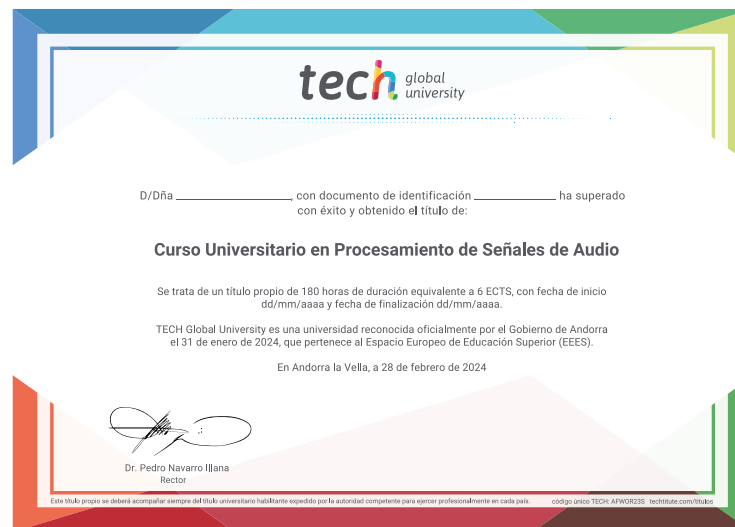 tech global university
D/Dña ____________, con documento de identificación ____________ ha superado
con éxito y obtenido el título de:
Curso Universitario en Procesamiento de Señales de Audio
Se trata de un título propio de 180 horas de duración equivalente a 6 ECTS, con fecha de inicio
dd/mm/aaaa y fecha de finalización dd/mm/aaaa.
TECH Global University es una universidad reconocida oficialmente por el Gobierno de Andorra
el 31 de enero de 2024, que pertenece al Espacio Europeo de Educación Superior (EEES).
En Andorra la Vella, a 28 de febrero de 2024
Dr. Pedro Navarro Illana
Rector
Este título propio se deberá acompañar siempre del título universitario habilitante expedido por la autoridad competente para ejercer profesionalmente en cada país. código único TECH: AFWOR23S techtitute.com/titulos